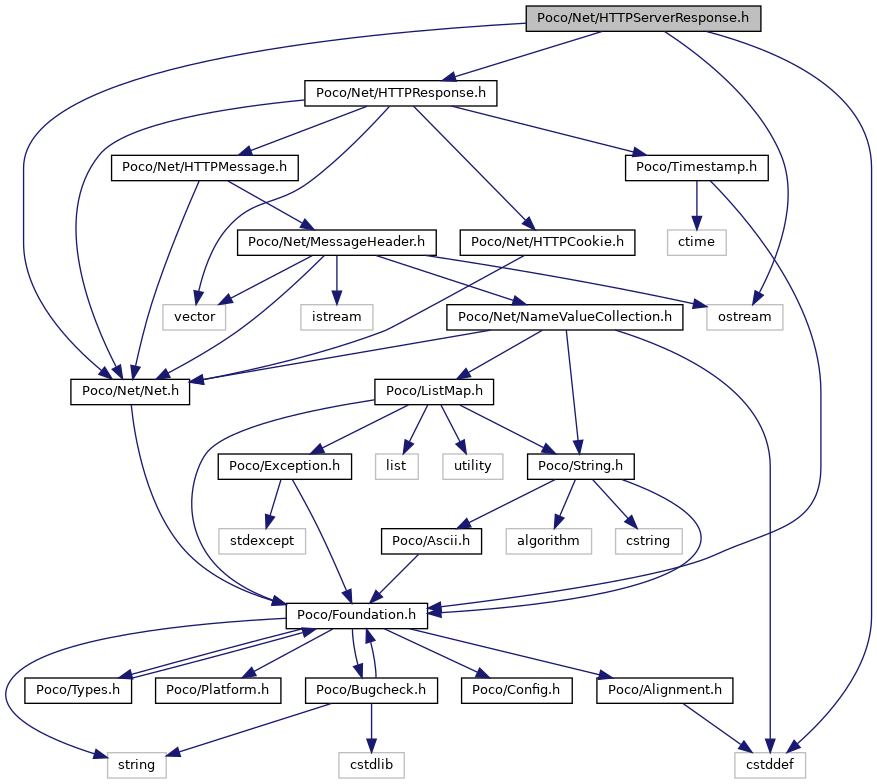 Poco/Net/HTTPServerResponse.h
Poco/Net/HTTPResponse.h
Poco/Net/HTTPMessage.h
Poco/Timestamp.h
Poco/Net/MessageHeader.h
Poco/Net/HTTPCookie.h
ctime
vector
istream
Poco/Net/NameValueCollection.h
ostream
Poco/Net/Net.h
Poco/ListMap.h
Poco/Exception.h
list
utility
Poco/String.h
stdexcept
Poco/Ascii.h
algorithm
cstring
Poco/Foundation.h
Poco/Types.h
Poco/Platform.h
Poco/Bugcheck.h
Poco/Config.h
Poco/Alignment.h
string
cstdlib
cstddef